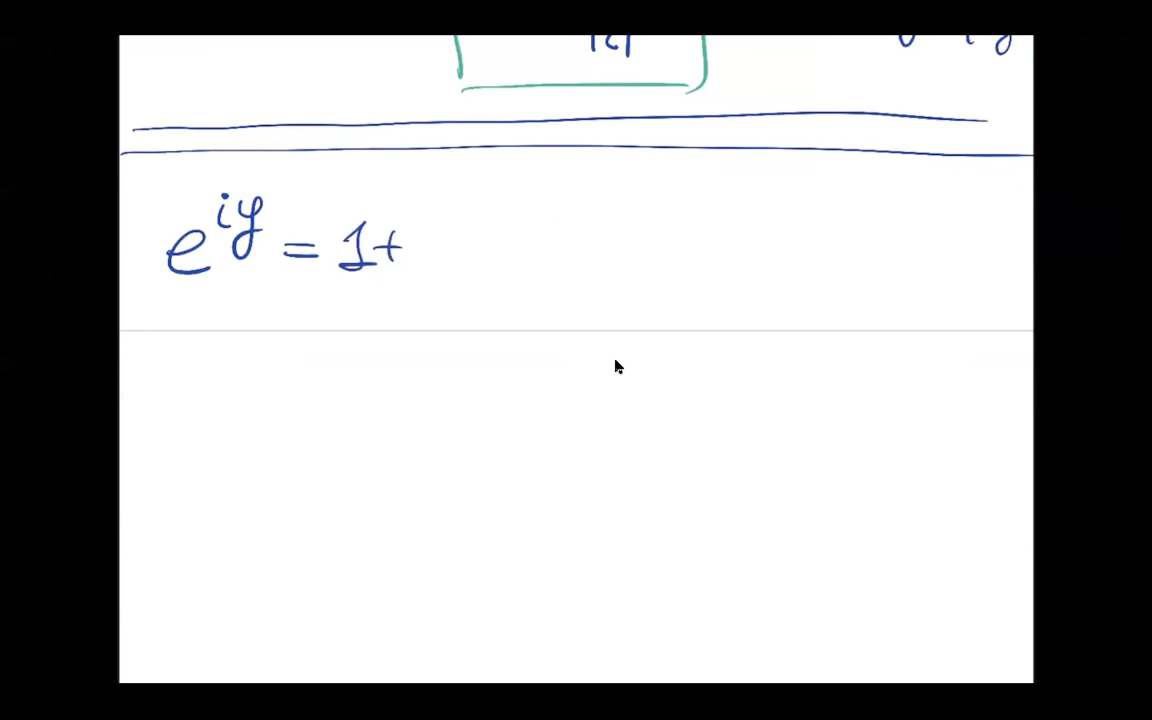 e^{iy} = 1+